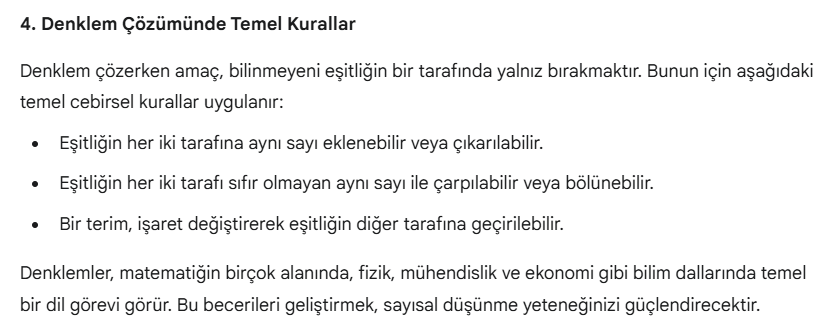 4. Denklem Çözümünde Temel Kurallar
Denklem çözerken amaç, bilinmeyeni eşitliğin bir tarafında yalnız bırakmaktır. Bunun için aşağıdaki
temel cebirsel kurallar uygulanır:
• Eşitliğin her iki tarafına aynı sayı eklenebilir veya çıkarılabilir.
• Eşitliğin her iki tarafı sıfır olmayan aynı sayı ile çarpılabilir veya bölünebilir.
• Bir terim, işaret değiştirerek eşitliğin diğer tarafına geçirilebilir.
Denklemler, matematiğin birçok alanında, fizik, mühendislik ve ekonomi gibi bilim dallarında temel
bir dil görevi görür. Bu becerileri geliştirmek, sayısal düşünme yeteneğinizi güçlendirecektir.